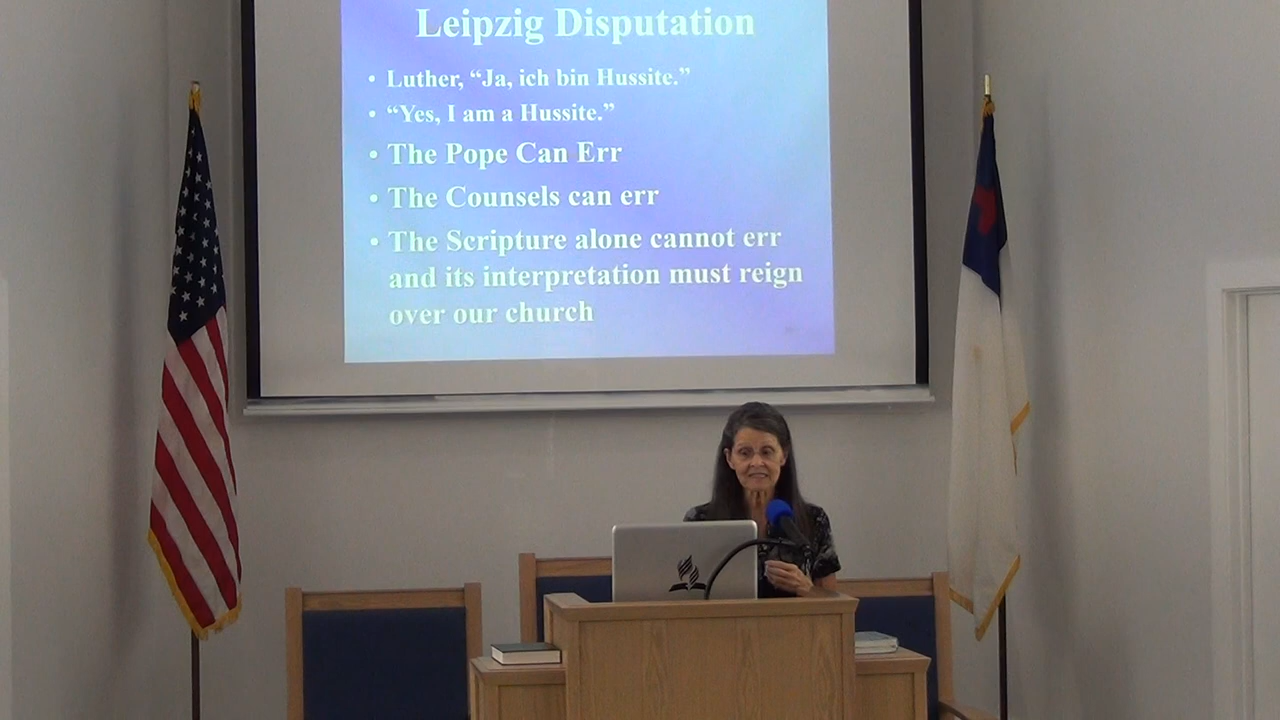 Leipzig Disputation
• Luther, “Ja, ich bin Hussite.”
• “Yes, I am a Hussite.”
• The Pope Can Err
• The Counsels can err
• The Scripture alone cannot err
and its interpretation must reign
over our church